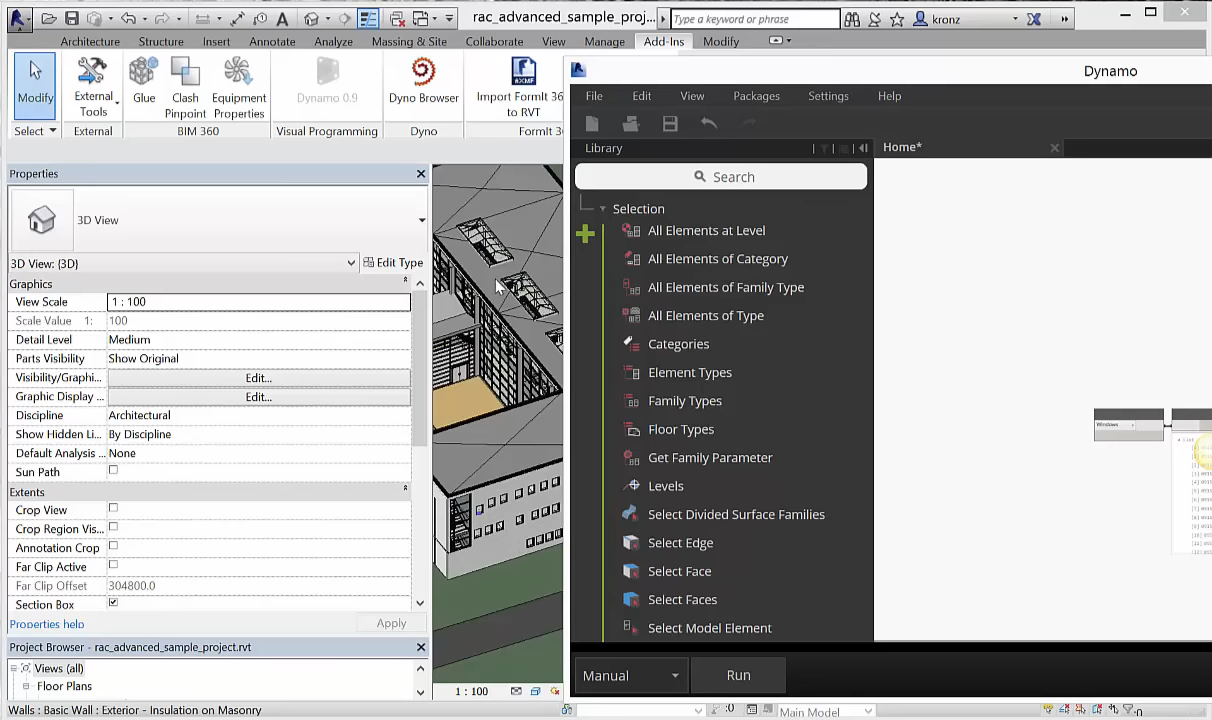 rac_advanced_sample_proj...
Type a keyword or phrase
kronz
Architecture Structure Insert Annotate Analyze Massing & Site Collaborate View Manage Add-Ins Modify
Modify
External
Tools
Glue
Clash
Pinpoint
Equipment
Properties
Dynamo 0.9
Dyno Browser
Import FormIt 36
to RVT
Select
External
BIM 360
Visual Programming
Dyno
FormIt 3
Properties
3D View
3D View: {3D}
Edit Type
Graphics
View Scale 1 : 100
Scale Value 1: 100
Detail Level Medium
Parts Visibility Show Original
Visibility/Graphi... Edit...
Graphic Display ... Edit...
Discipline Architectural
Show Hidden Li... By Discipline
Default Analysis ... None
Sun Path
Extents
Crop View
Crop Region Vis...
Annotation Crop
Far Clip Active
Far Clip Offset 304800.0
Section Box
Properties help
Apply
Project Browser - rac_advanced_sample_project.rvt
Views (all)
Floor Plans
1 : 100
Walls : Basic Wall : Exterior - Insulation on Masonry
:0
Main Model
Dynamo
File Edit View Packages Settings Help
Library
Home*
Search
Selection
All Elements at Level
All Elements of Category
All Elements of Family Type
All Elements of Type
Categories
Element Types
Family Types
Floor Types
Get Family Parameter
Levels
Select Divided Surface Families
Select Edge
Select Face
Select Faces
Select Model Element
Windows
Manual
Run